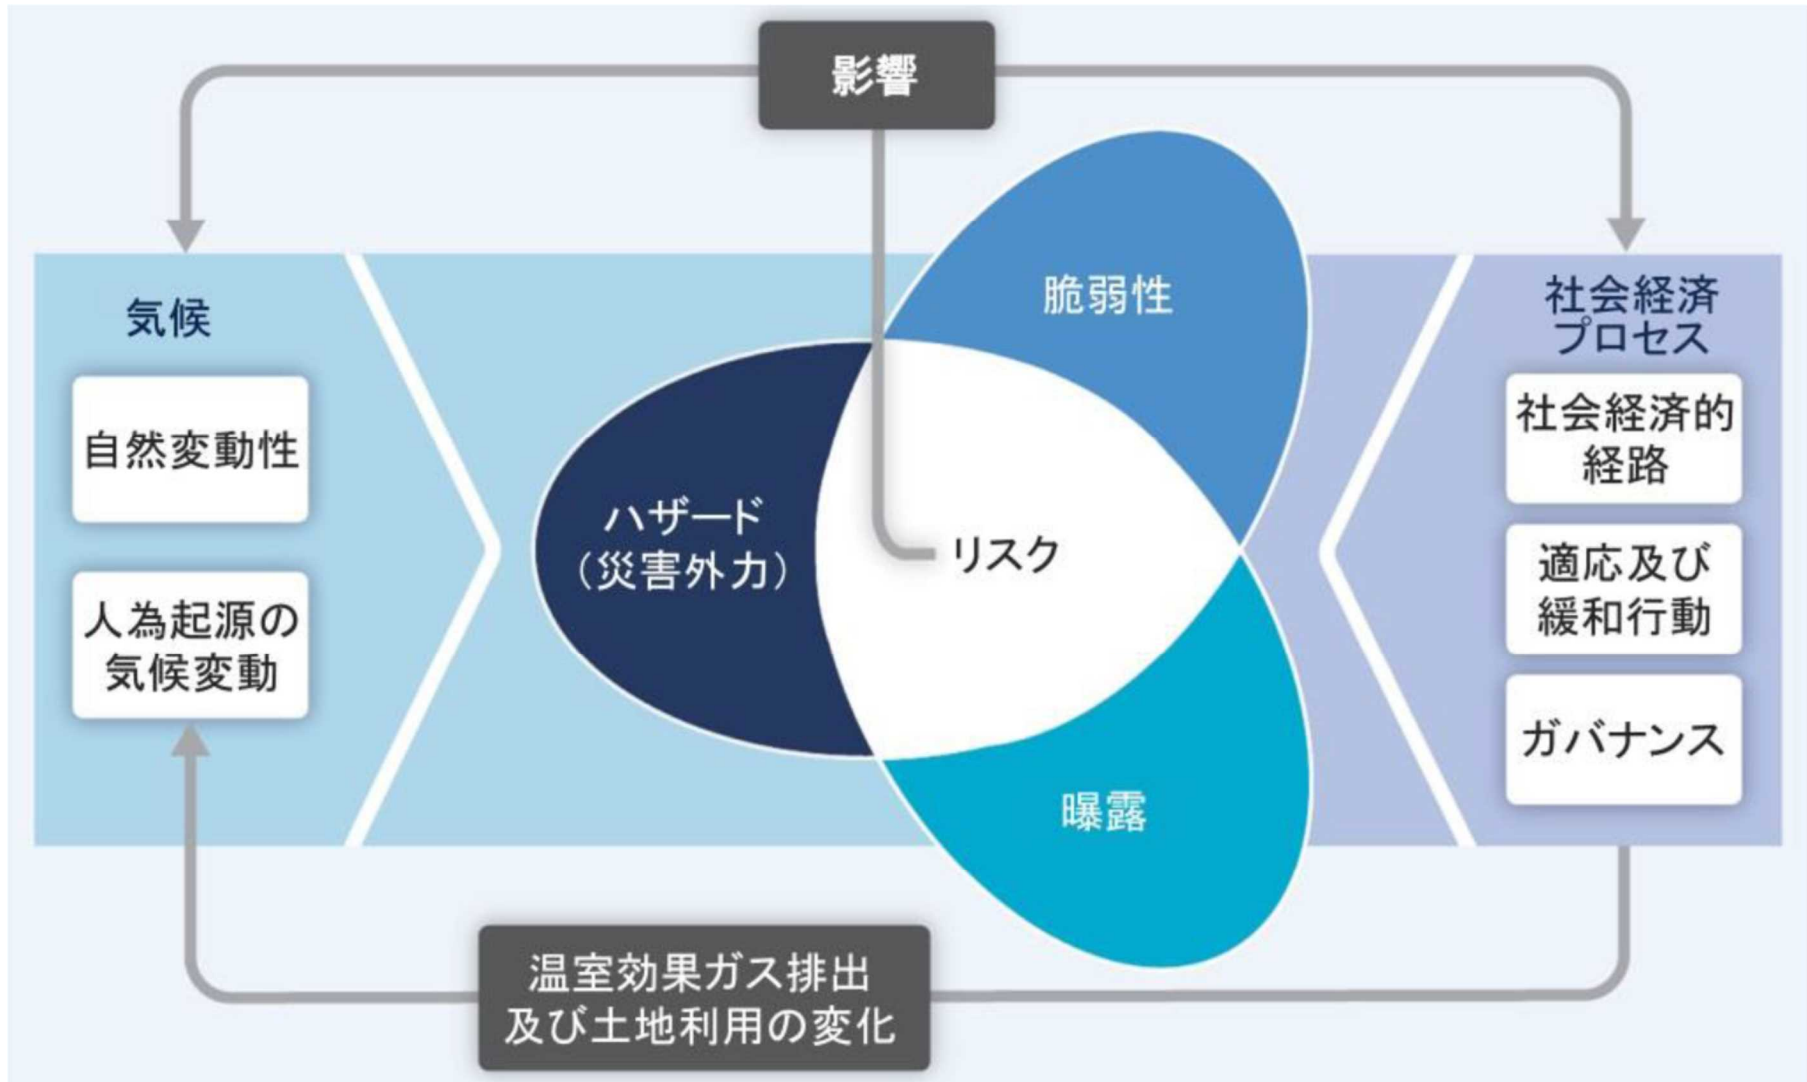 影響
気候
自然変動性
人為起源の
気候変動
脆弱性
ハザード
（災害外力）
リスク
曝露
社会経済
プロセス
社会経済的
経路
適応及び
緩和行動
ガバナンス
温室効果ガス排出
及び土地利用の変化